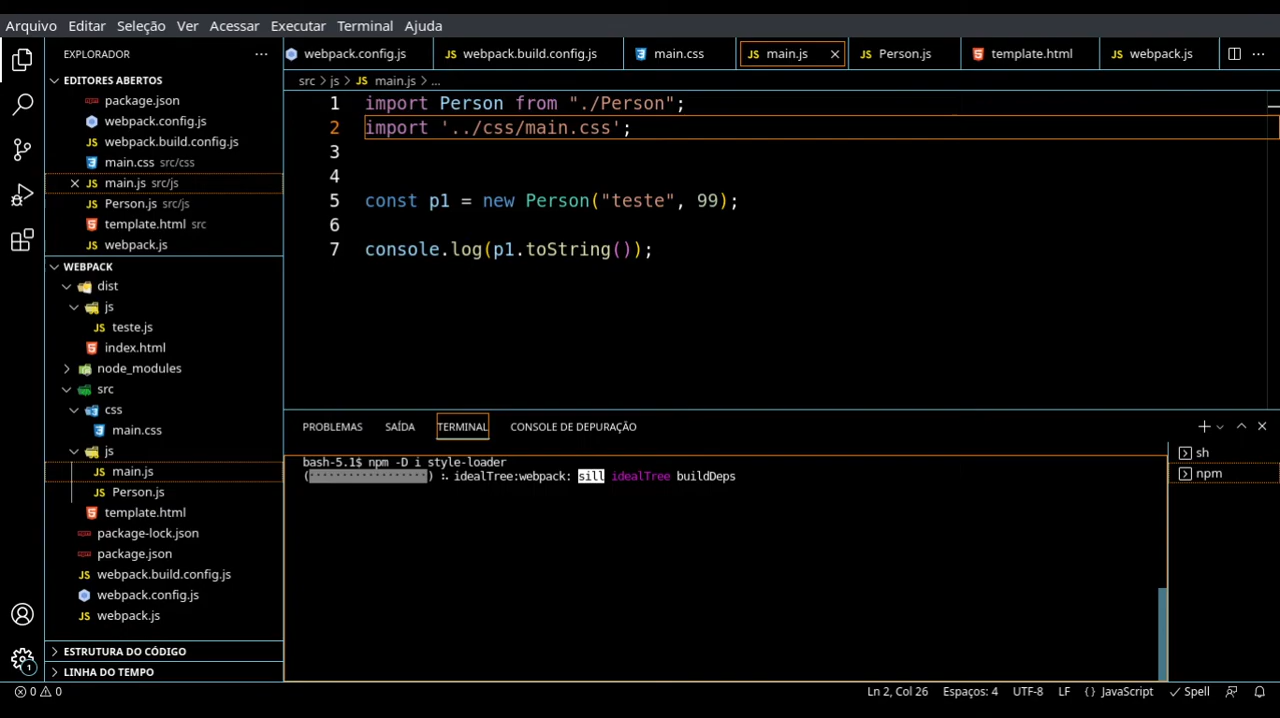 Arquivo Editar Seleção Ver Acessar Executar Terminal Ajuda
EXPLORADOR
EDITORES ABERTOS
package.json
webpack.config.js
webpack.build.config.js
main.css src/css
main.js src/js
Person.js src/js
template.html src
webpack.js
WEBPACK
dist
js
teste.js
index.html
node_modules
src
css
main.css
js
main.js
Person.js
template.html
package-lock.json
package.json
webpack.build.config.js
webpack.config.js
webpack.js
ESTRUTURA DO CÓDIGO
LINHA DO TEMPO
webpack.config.js webpack.build.config.js main.css main.js Person.js template.html webpack.js
src > js > JS main.js > ...
1 import Person from "./Person";
2 import '../css/main.css';
3
4
5 const p1 = new Person("teste", 99);
6
7 console.log(p1.toString());
PROBLEMAS SAÍDA TERMINAL CONSOLE DE DEPURAÇÃO
bash-5.1$ npm -D i style-loader
idealTree:webpack: sill idealTree buildDeps
sh
npm
0 0 Ln 2, Col 26 Espaços: 4 UTF-8 LF {} JavaScript Spell